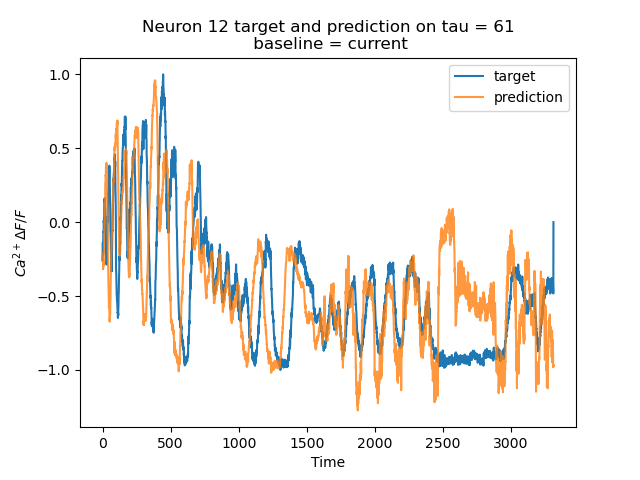 Neuron 12 target and prediction on tau = 61
baseline = current
target
prediction
1.0
0.5
0.0
−0.5
−1.0
Ca²⁺ ΔF/F
0 500 1000 1500 2000 2500 3000
Time